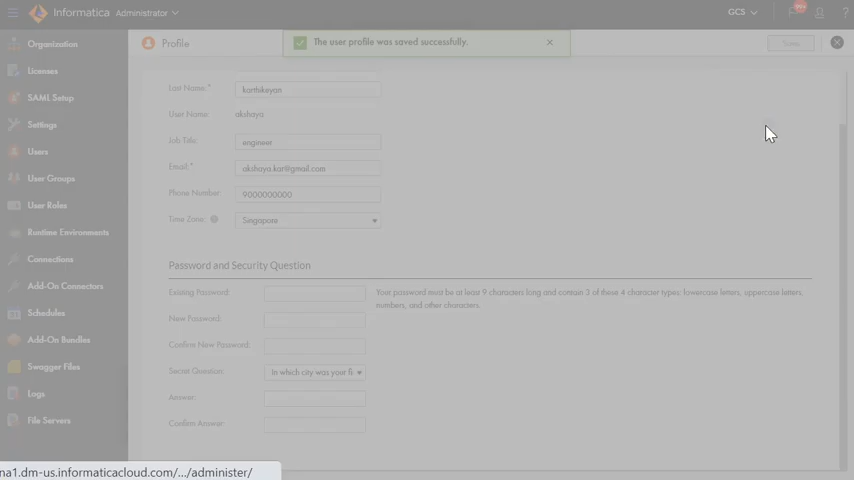 Informatica Administrator
GCS
99+
?
Organization
Licenses
SAML Setup
Settings
Users
User Groups
User Roles
Runtime Environments
Connections
Add-On Connectors
Schedules
Add-On Bundles
Swagger Files
Logs
File Servers
Profile
The user profile was saved successfully.
Save
Last Name:*
karthikeyan
User Name:
akshaya
Job Title:
engineer
Email:*
akshaya.kar@gmail.com
Phone Number:
9000000000
Time Zone:
Singapore
Password and Security Question
Existing Password:
Your password must be at least 9 characters long and contain 3 of these 4 character types: lowercase letters, uppercase letters,
numbers, and other characters.
New Password:
Confirm New Password:
Secret Question:
In which city was your fi
Answer:
Confirm Answer:
na1.dm-us.informaticacloud.com/.../administer/